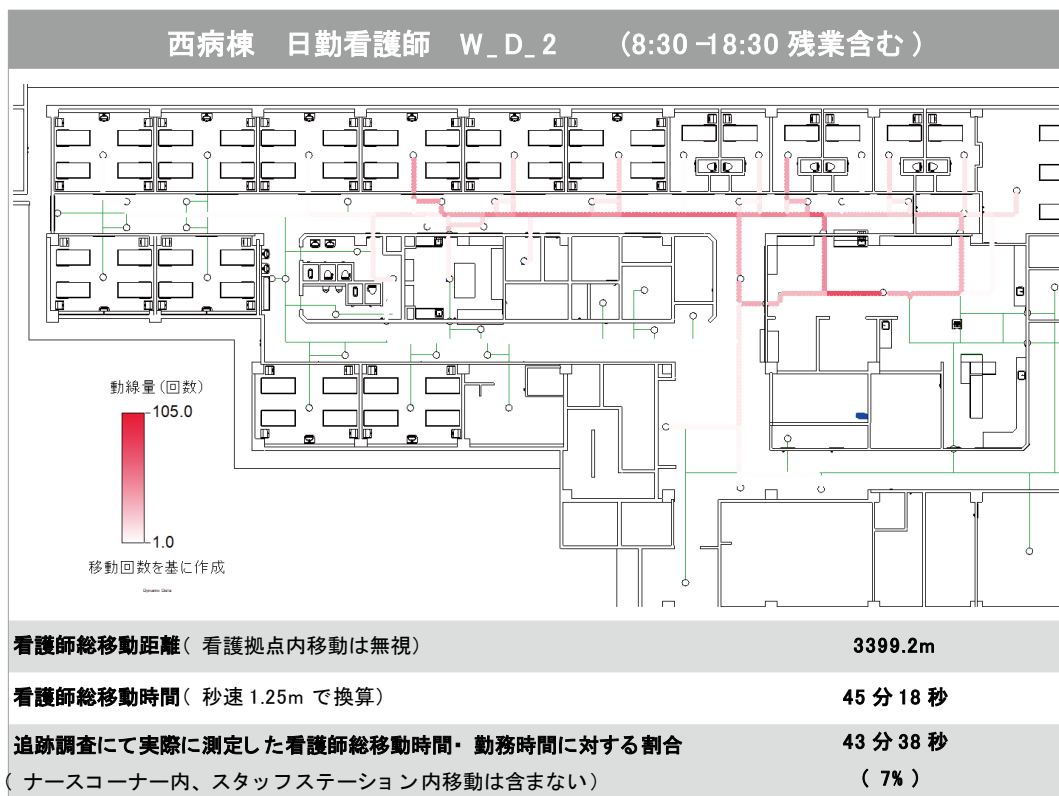 西病棟 日勤看護師 W_D_2 (8:30-18:30 残業含む)
動線量(回数)
105.0
1.0
移動回数を基に作成
Dynamic Data
看護師総移動距離( 看護拠点内移動は無視) 3399.2m
看護師総移動時間( 秒速 1.25m で換算) 45 分 18 秒
追跡調査にて実際に測定した看護師総移動時間・ 勤務時間に対する割合 43 分 38 秒
( ナースコーナー内、スタッフステーション内移動は含まない) ( 7% )